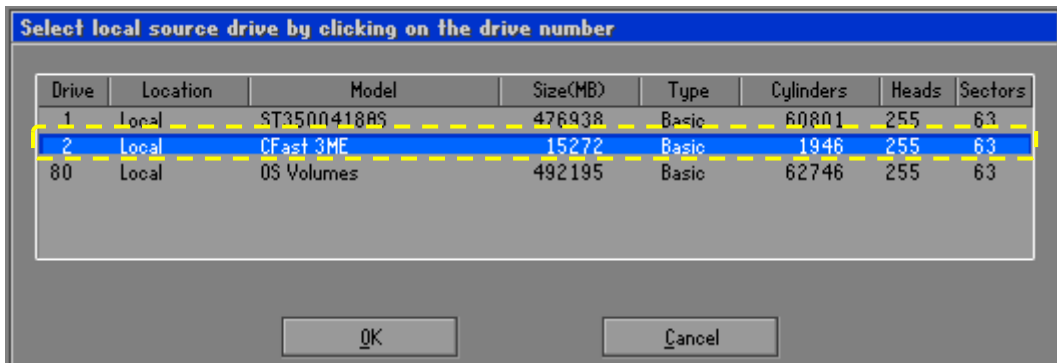 Select local source drive by clicking on the drive number
Drive Location Model Size(MB) Type Cylinders Heads Sectors
1 Local ST3500418AS 476938 Basic 60801 255 63
2 Local CFast 3ME 15272 Basic 1946 255 63
80 Local OS Volumes 492195 Basic 62746 255 63
OK Cancel